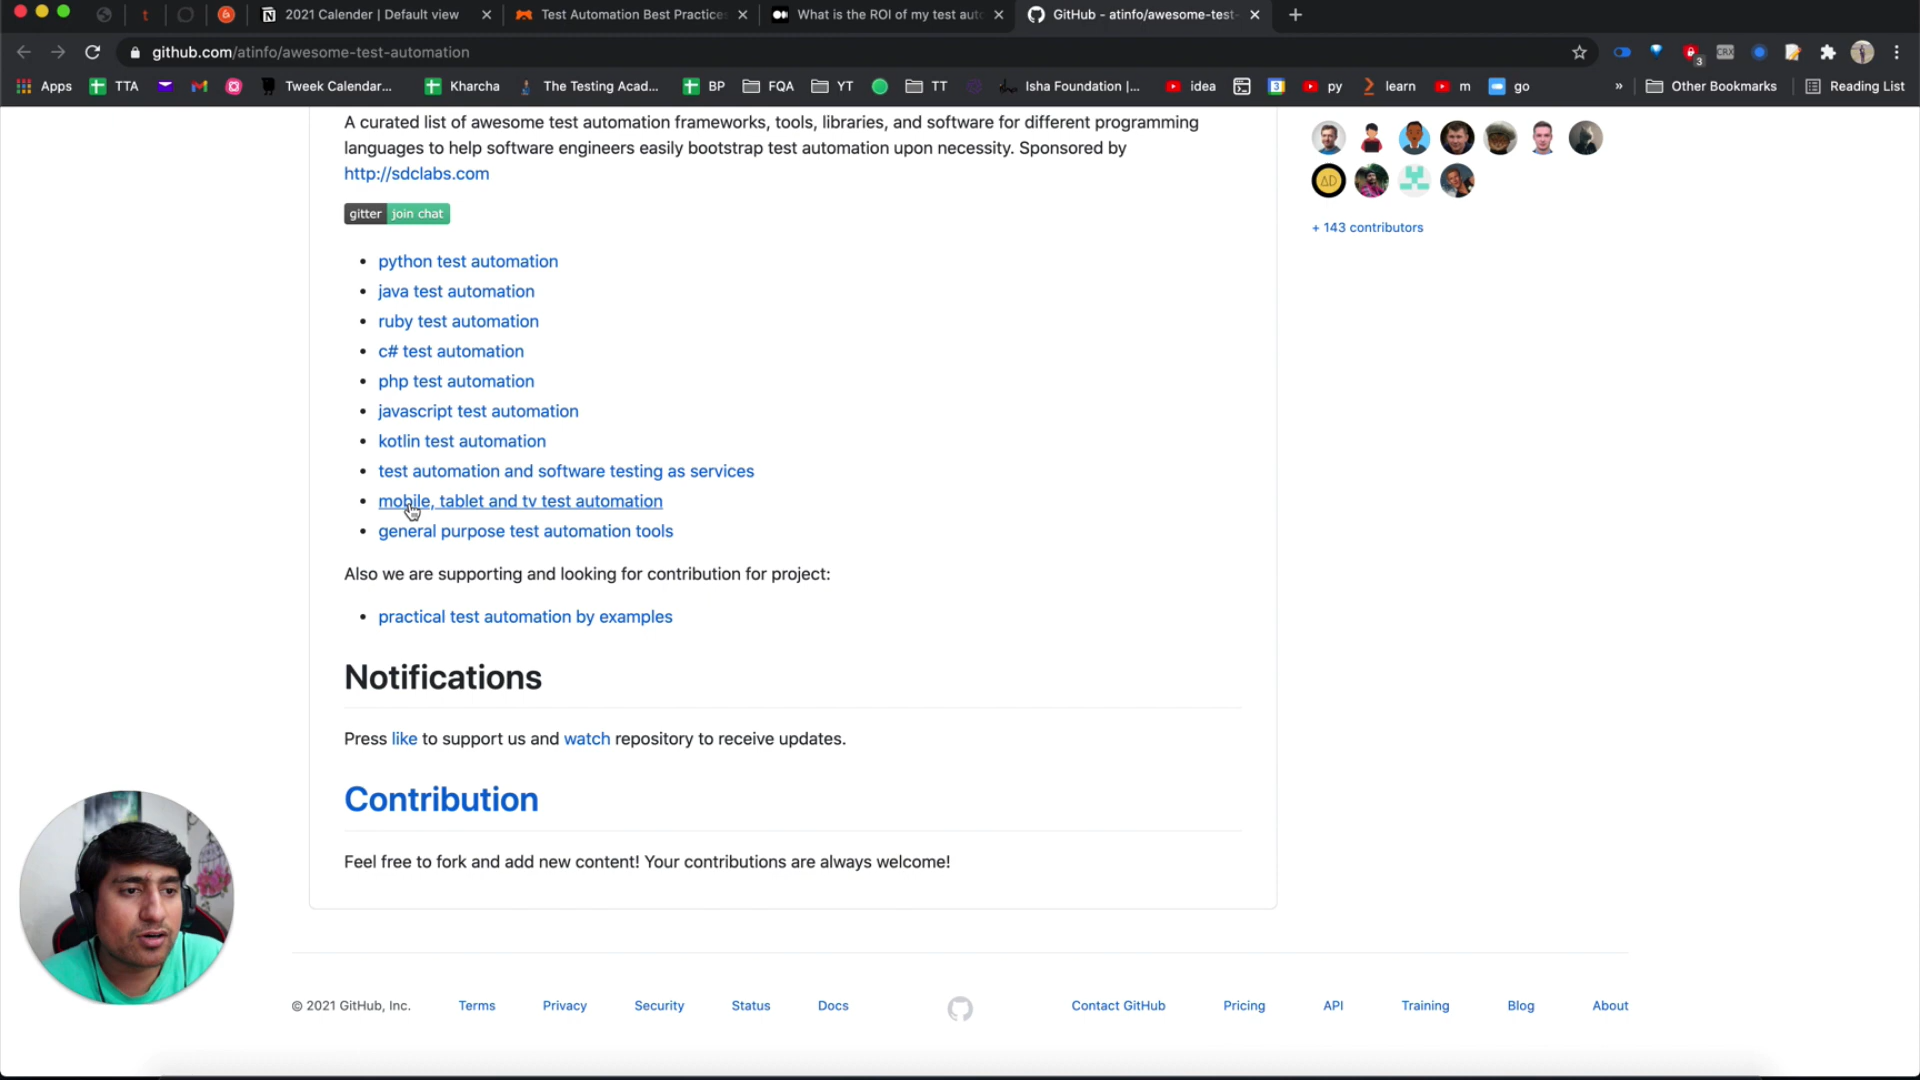 2021 Calender | Default view
Test Automation Best Practices
What is the ROI of my test auto
GitHub - atinfo/awesome-test-
github.com/atinfo/awesome-test-automation
3
CRX
Apps
TTA
Tweek Calendar...
Kharcha
The Testing Acad...
BP
FQA
YT
TT
Isha Foundation |...
idea
3
py
learn
m
go
»
Other Bookmarks
Reading List
A curated list of awesome test automation frameworks, tools, libraries, and software for different programming
languages to help software engineers easily bootstrap test automation upon necessity. Sponsored by
http://sdclabs.com
gitter join chat
• python test automation
• java test automation
• ruby test automation
• c# test automation
• php test automation
• javascript test automation
• kotlin test automation
• test automation and software testing as services
• mobile, tablet and tv test automation
• general purpose test automation tools
Also we are supporting and looking for contribution for project:
• practical test automation by examples
Notifications
Press like to support us and watch repository to receive updates.
Contribution
Feel free to fork and add new content! Your contributions are always welcome!
+ 143 contributors
© 2021 GitHub, Inc.
Terms
Privacy
Security
Status
Docs
Contact GitHub
Pricing
API
Training
Blog
About